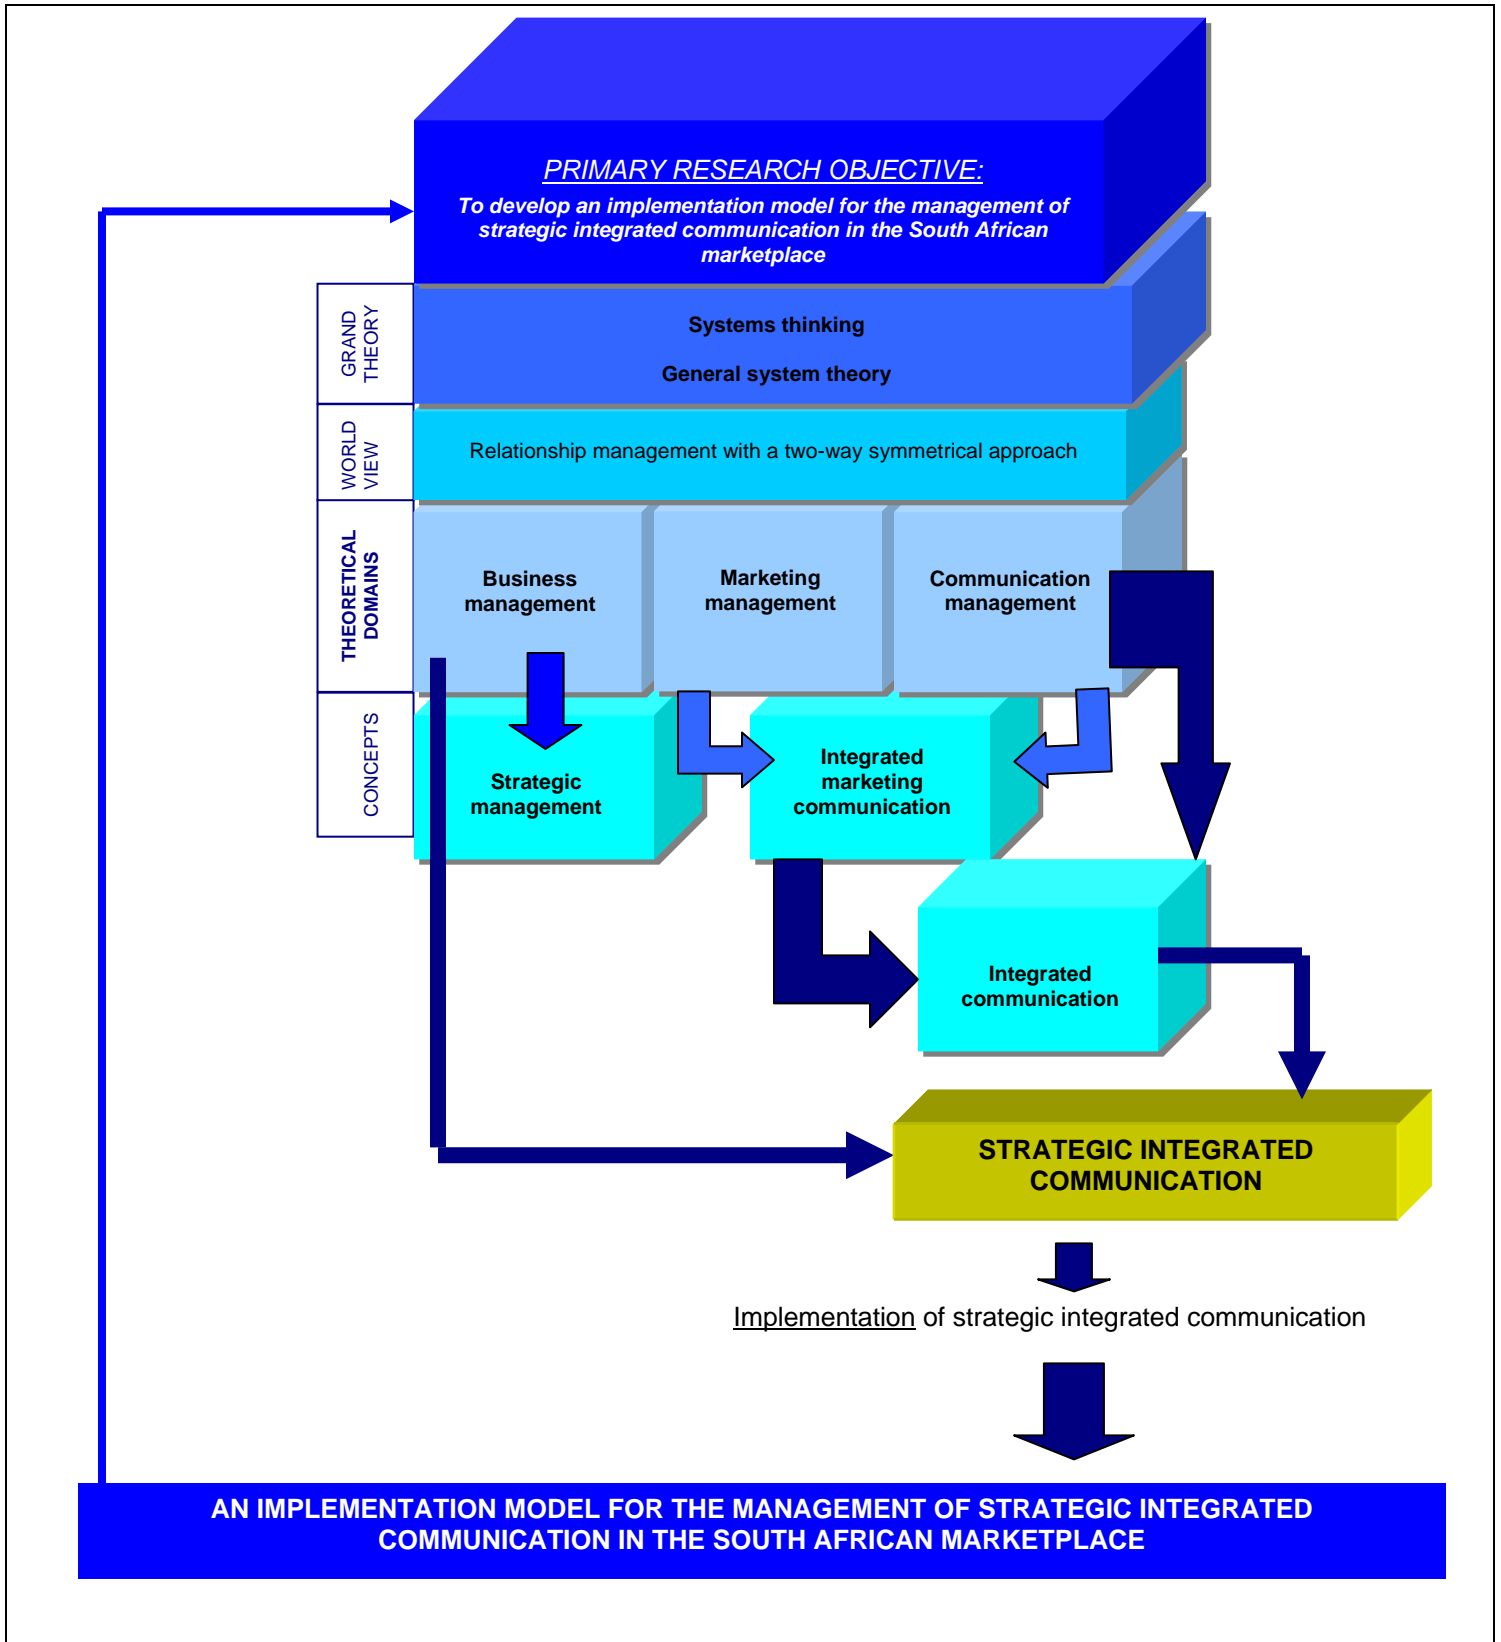 PRIMARY RESEARCH OBJECTIVE:
To develop an implementation model for the management of
strategic integrated communication in the South African
marketplace
GRAND
THEORY
Systems thinking
General system theory
WORLD
VIEW
Relationship management with a two-way symmetrical approach
THEORETICAL
DOMAINS
Business
management
Marketing
management
Communication
management
CONCEPTS
Strategic
management
Integrated
marketing
communication
Integrated
communication
STRATEGIC INTEGRATED
COMMUNICATION
Implementation of strategic integrated communication
AN IMPLEMENTATION MODEL FOR THE MANAGEMENT OF STRATEGIC INTEGRATED
COMMUNICATION IN THE SOUTH AFRICAN MARKETPLACE